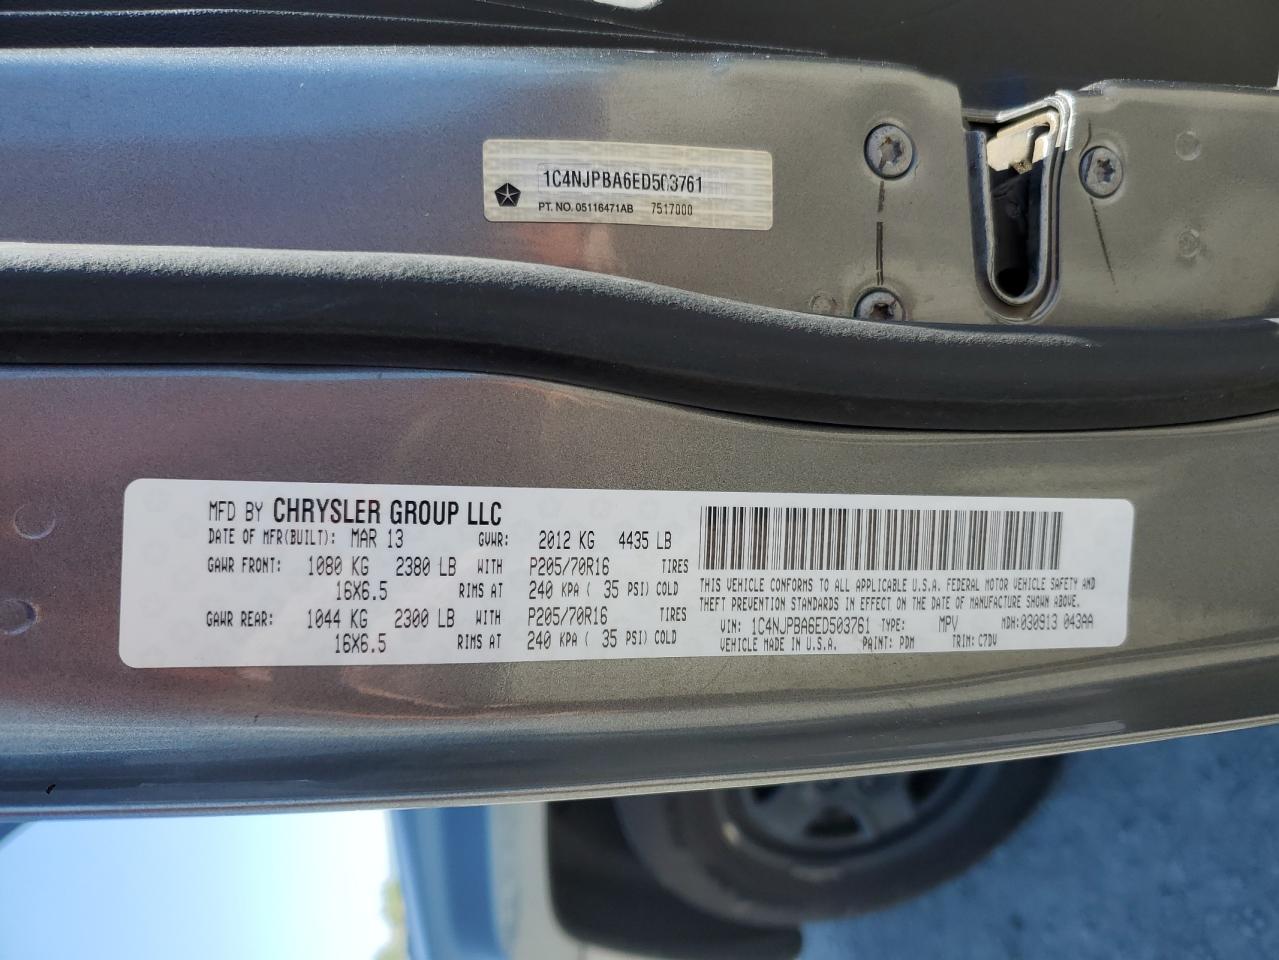 1C4NJPBA6ED503761
PT. NO. 05116471AB 7517000
MFD BY CHRYSLER GROUP LLC
DATE OF MFR(BUILT): MAR 13 GVWR: 2012 KG 4435 LB
GAWR FRONT: 1080 KG 2380 LB WITH P205/70R16 TIRES
16X6.5 RIMS AT 240 KPA ( 35 PSI) COLD
GAWR REAR: 1044 KG 2300 LB WITH P205/70R16 TIRES
16X6.5 RIMS AT 240 KPA ( 35 PSI) COLD
THIS VEHICLE CONFORMS TO ALL APPLICABLE U.S.A. FEDERAL MOTOR VEHICLE SAFETY AND
THEFT PREVENTION STANDARDS IN EFFECT ON THE DATE OF MANUFACTURE SHOWN ABOVE.
VIN: 1C4NJPBA6ED503761 TYPE: MPV MDH:030913 043AA
VEHICLE MADE IN U.S.A. PAINT: PDM TRIM: C7DV